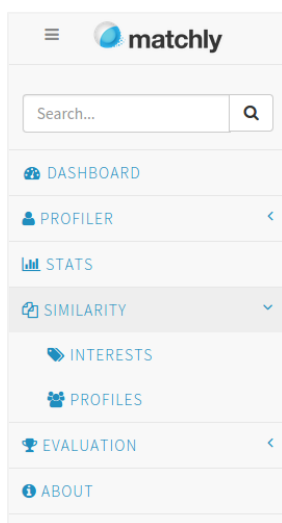 matchly
Search...
DASHBOARD
PROFILER
STATS
SIMILARITY
INTERESTS
PROFILES
EVALUATION
ABOUT